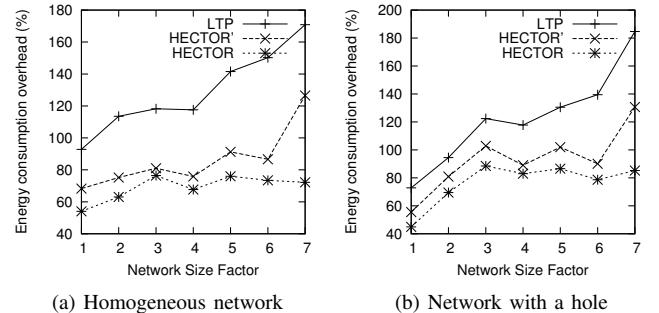 Energy consumption overhead (%)
180
160
140
120
100
80
60
40
1 2 3 4 5 6 7
Network Size Factor
LTP
HECTOR'
HECTOR
(a) Homogeneous network
Energy consumption overhead (%)
200
180
160
140
120
100
80
60
40
1 2 3 4 5 6 7
Network Size Factor
LTP
HECTOR'
HECTOR
(b) Network with a hole